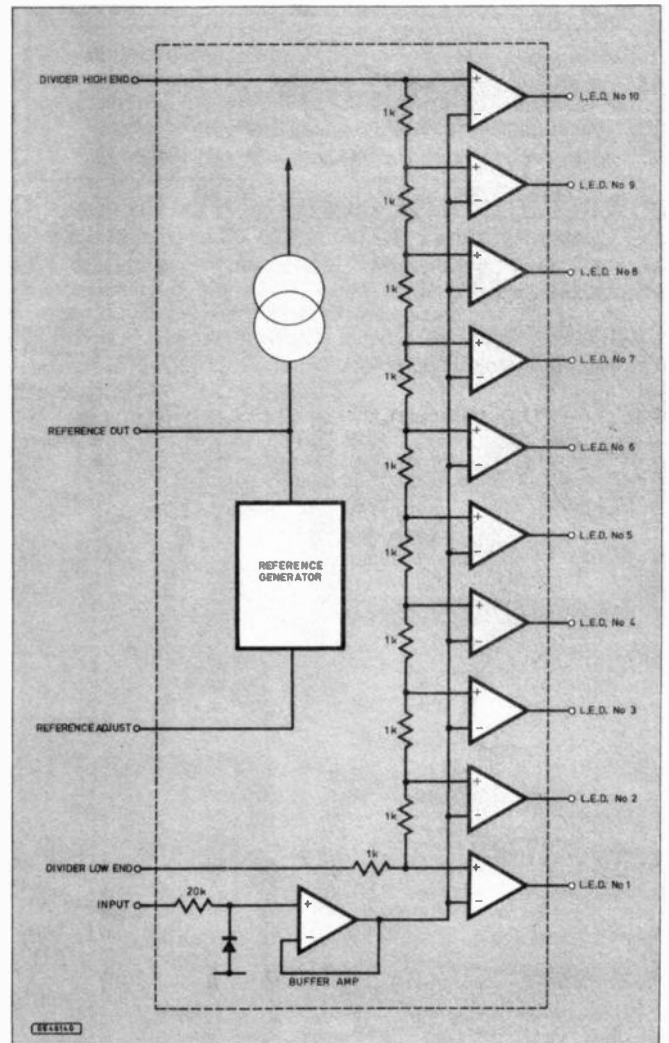 DIVIDER HIGH END
L.E.D. No 10
1k
L.E.D. No 9
1k
L.E.D. No 8
1k
L.E.D. No 7
1k
REFERENCE OUT
L.E.D. No 6
1k
L.E.D. No 5
1k
REFERENCE
GENERATOR
L.E.D. No 4
1k
L.E.D. No 3
REFERENCE ADJUST
1k
L.E.D. No 2
1k
DIVIDER LOW END
1k
L.E.D. No 1
INPUT
20k
BUFFER AMP